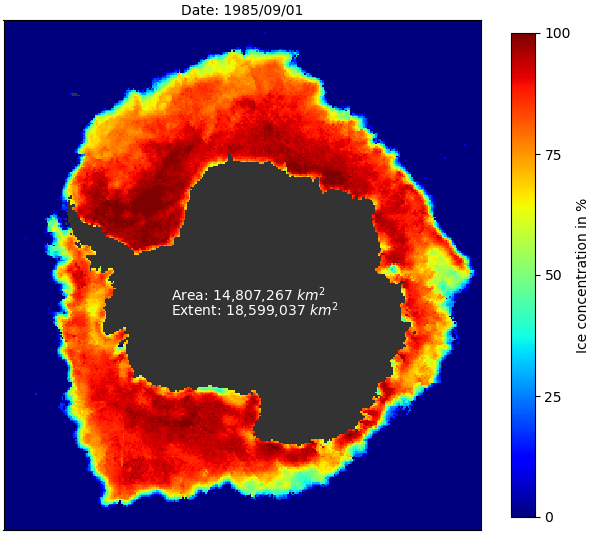 Date: 1985/09/01
100
75
50
25
0
Ice concentration in %
Area: 14,807,267 km²
Extent: 18,599,037 km²